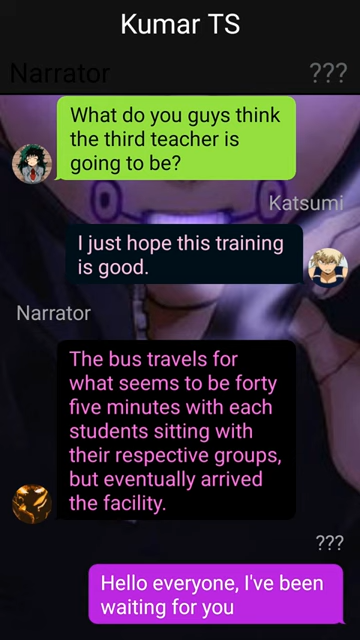 Kumar TS
Narrator
???
What do you guys think
the third teacher is
going to be?
Katsumi
I just hope this training
is good.
Narrator
The bus travels for
what seems to be forty
five minutes with each
students sitting with
their respective groups,
but eventually arrived
the facility.
???
Hello everyone, I've been
waiting for you